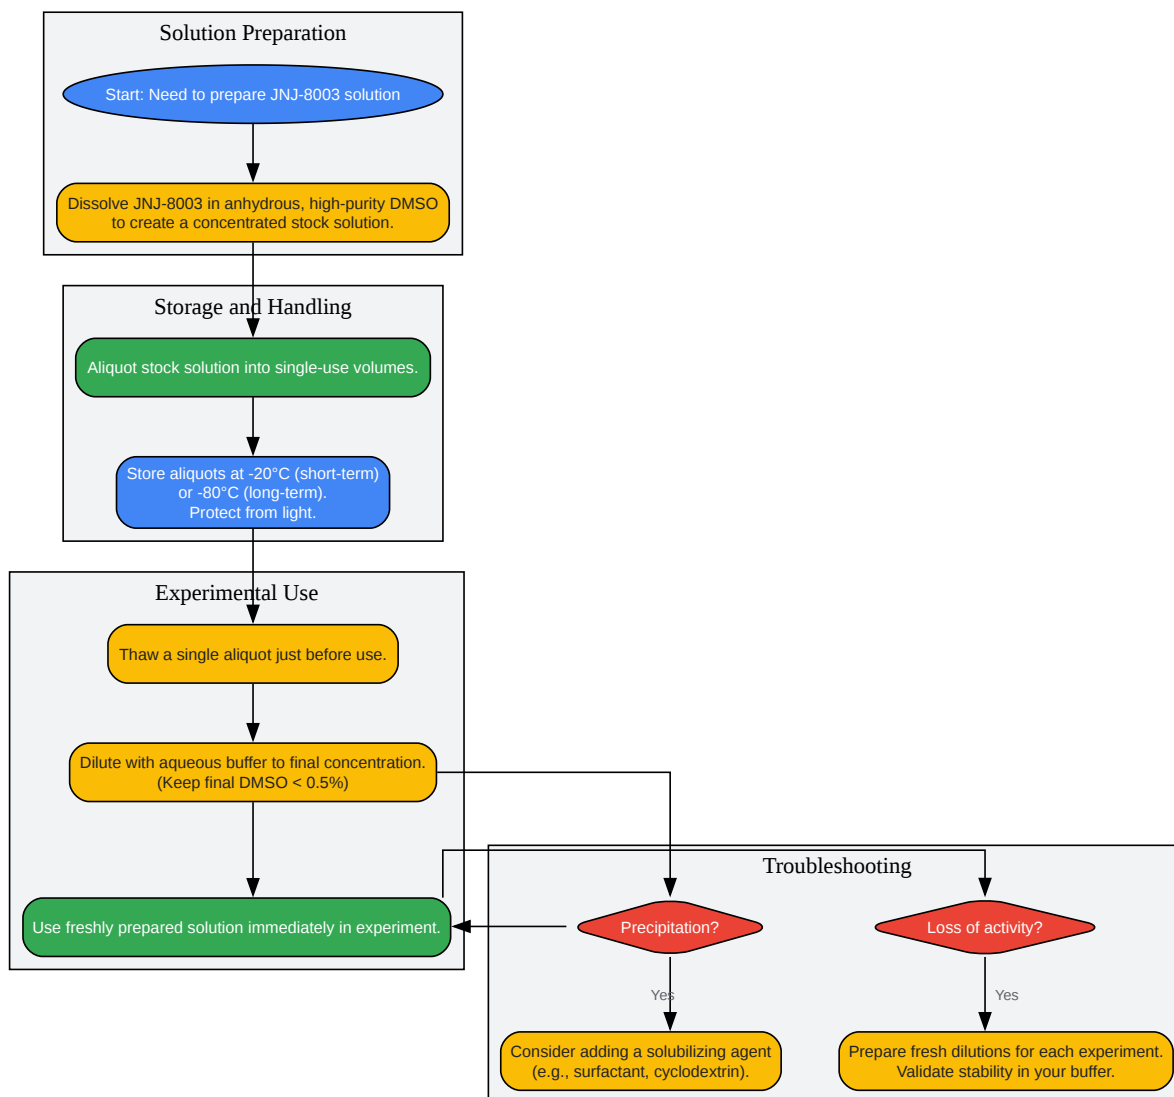 Solution Preparation
Start: Need to prepare JNJ-8003 solution
Dissolve JNJ-8003 in anhydrous, high-purity DMSO
to create a concentrated stock solution.
Storage and Handling
Aliquot stock solution into single-use volumes.
Store aliquots at -20°C (short-term)
or -80°C (long-term).
Protect from light.
Experimental Use
Thaw a single aliquot just before use.
Dilute with aqueous buffer to final concentration.
(Keep final DMSO < 0.5%)
Use freshly prepared solution immediately in experiment.
Troubleshooting
Precipitation?
Loss of activity?
Yes
Yes
Consider adding a solubilizing agent
(e.g., surfactant, cyclodextrin).
Prepare fresh dilutions for each experiment.
Validate stability in your buffer.